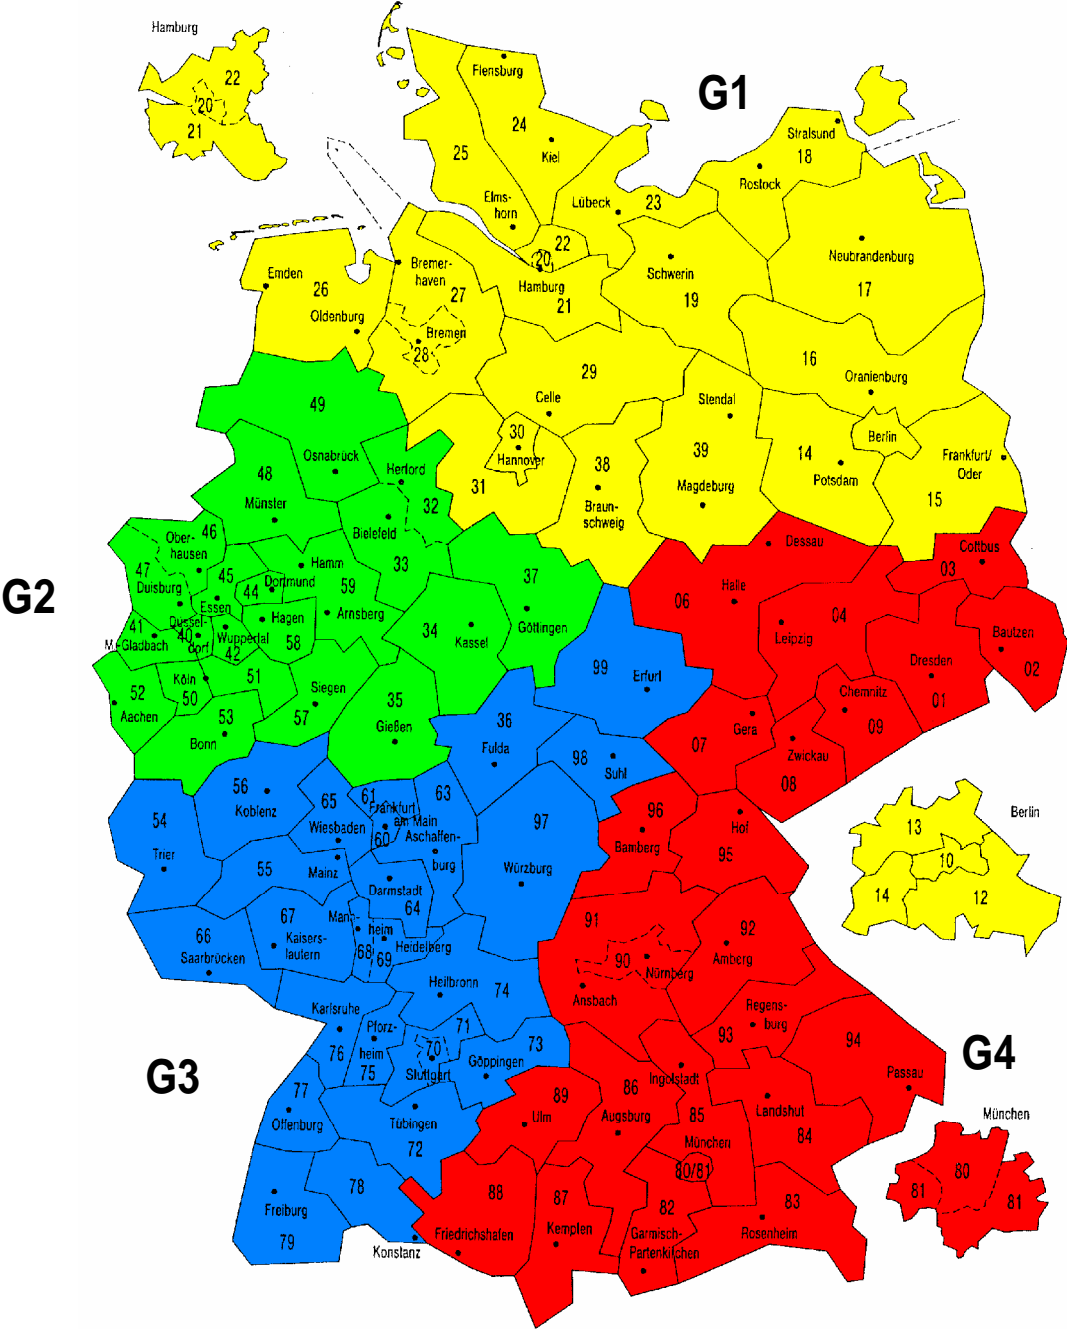 Hamburg
22
20
21
G1
Flensburg
24
Kiel
25
Elms-
horn
Lübeck
23
22
20
Hamburg
21
Stralsund
18
Rostock
Schwerin
19
Neubrandenburg
17
Emden
26
Oldenburg
Bremer-
haven
27
Bremen
28
29
Celle
30
Hannover
31
38
Braun-
schweig
Stendal
39
Magdeburg
16
Oranienburg
Berlin
14
Potsdam
Frankfurt/
Oder
15
49
Osnabrück
48
Münster
Herford
32
Bielefeld
33
G2
46
Ober-
hausen
47
Duisburg
45
Essen
44
Dortmund
Hamm
59
Arnsberg
41
M.-Gladbach
40
Düssel-
dorf
Wuppertal
42
Hagen
58
34
Kassel
37
Göttingen
52
Aachen
Köln
50
51
53
Bonn
Siegen
57
35
Gießen
Dessau
Halle
06
04
Leipzig
Cottbus
03
Bautzen
02
Dresden
01
Chemnitz
09
Gera
07
Zwickau
08
99
Erfurt
36
Fulda
98
Suhl
56
Koblenz
54
Trier
65
Wiesbaden
61
Frankfurt
am Main
60
63
Aschaffen-
burg
55
Mainz
Darmstadt
64
97
Würzburg
96
Bamberg
Hof
95
Berlin
13
10
14
12
67
Kaisers-
lautern
66
Saarbrücken
Mann-
heim
68
69
Heidelberg
Heilbronn
74
91
90
Nürnberg
Ansbach
92
Amberg
Karlsruhe
76
Pforz-
heim
75
71
70
Stuttgart
73
Göppingen
G3
77
Offenburg
Tübingen
72
Regens-
burg
93
94
Passau
G4
Ingolstadt
86
Augsburg
85
89
Ulm
Landshut
84
München
80/81
78
Freiburg
79
Konstanz
88
Friedrichshafen
87
Kempten
82
Garmisch-
Partenkirchen
83
Rosenheim
München
80
81
81